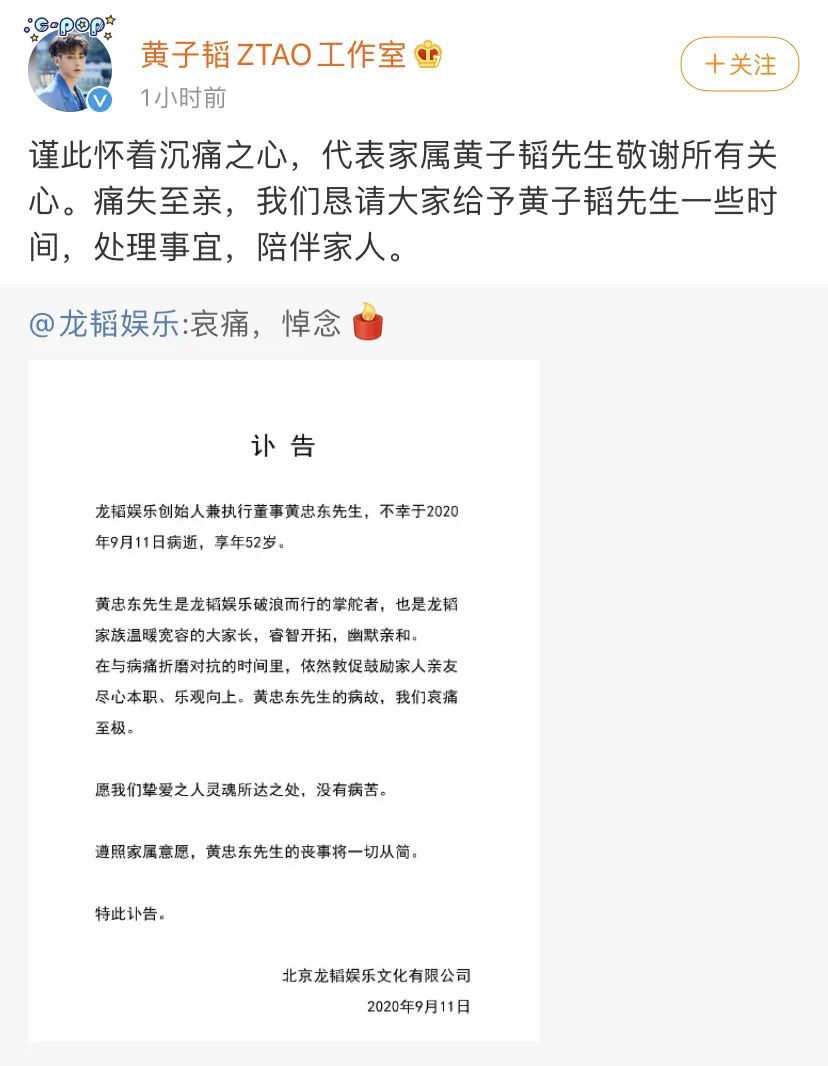 C-POP
黄子韬ZTAO工作室
1小时前
+关注
谨此怀着沉痛之心，代表家属黄子韬先生敬谢所有关
心。痛失至亲，我们恳请大家给予黄子韬先生一些时
间，处理事宜，陪伴家人。
@龙韬娱乐:哀痛，悼念
讣 告
龙韬娱乐创始人兼执行董事黄忠东先生，不幸于2020
年9月11日病逝，享年52岁。
黄忠东先生是龙韬娱乐破浪而行的掌舵者，也是龙韬
家族温暖宽容的大家长，睿智开拓，幽默亲和。
在与病痛折磨对抗的时间里，依然敦促鼓励家人亲友
尽心本职、乐观向上。黄忠东先生的病故，我们哀痛
至极。
愿我们挚爱之人灵魂所达之处，没有病苦。
遵照家属意愿，黄忠东先生的丧事将一切从简。
特此讣告。
北京龙韬娱乐文化有限公司
2020年9月11日